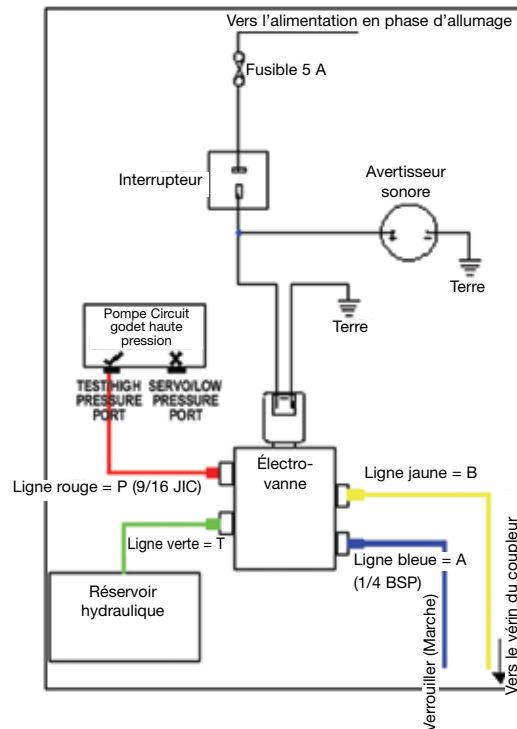 Vers l'alimentation en phase d'allumage
Fusible 5 A
Interrupteur
Avertisseur
sonore
Terre
Terre
Pompe Circuit
godet haute
pression
TEST/HIGH
PRESSURE
PORT
SERVO/LOW
PRESSURE
PORT
Électro-
vanne
Ligne rouge = P (9/16 JIC)
Ligne jaune = B
Ligne verte = T
Ligne bleue = A
(1/4 BSP)
Réservoir
hydraulique
Verrouiller (Marche)
Vers le vérin du coupleur